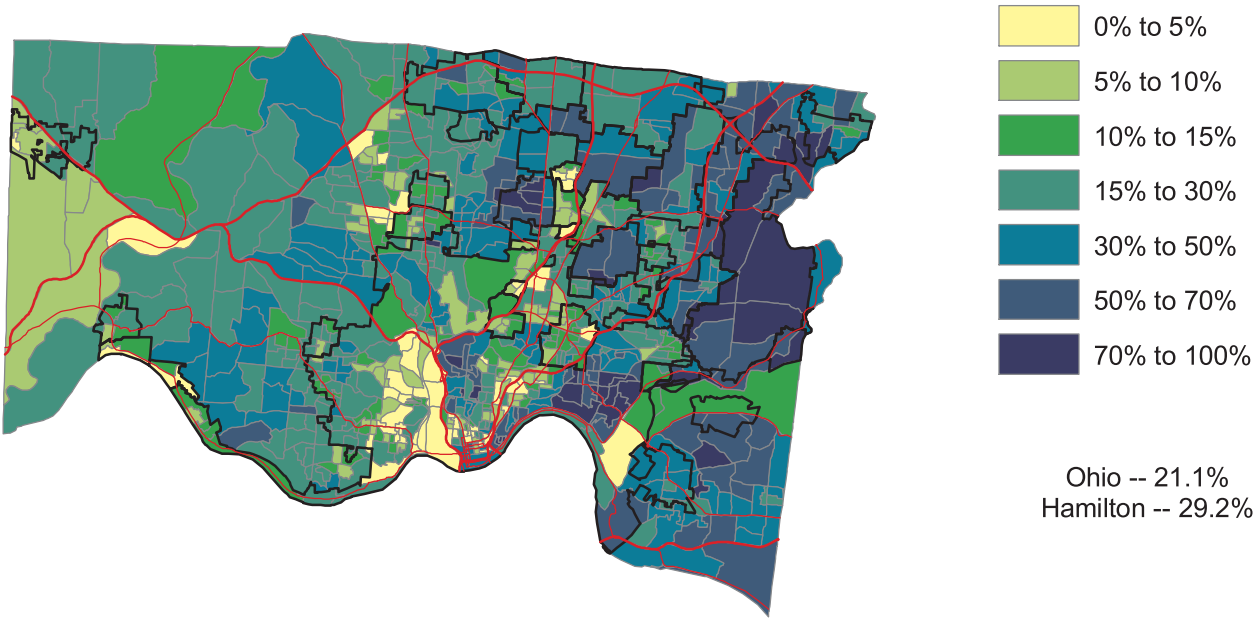 0% to 5%
5% to 10%
10% to 15%
15% to 30%
30% to 50%
50% to 70%
70% to 100%
Ohio -- 21.1%
Hamilton -- 29.2%